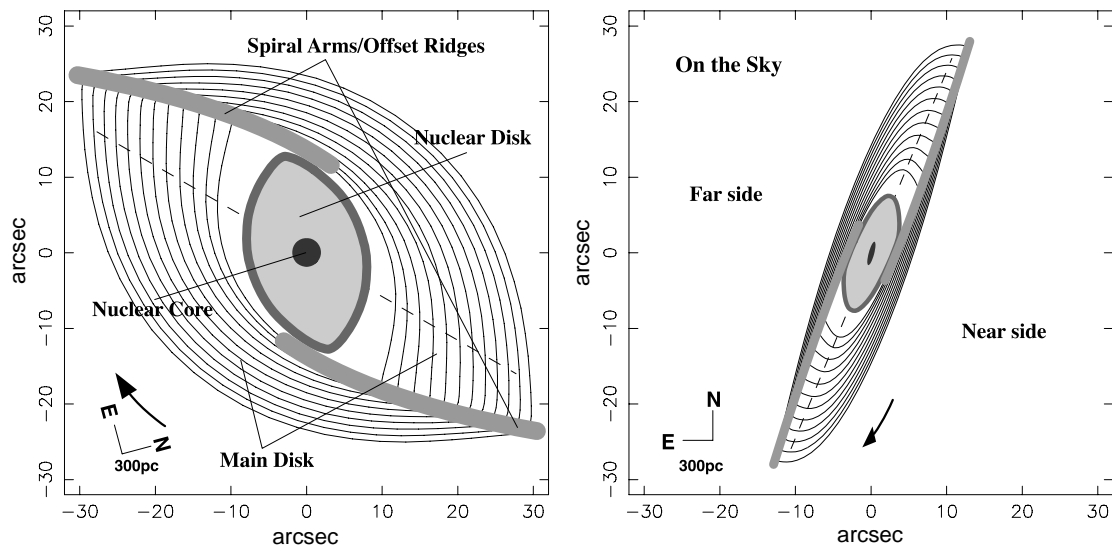 Spiral Arms/Offset Ridges
Nuclear Disk
Nuclear Core
Main Disk
E
N
300pc
−30 −20 −10 0 10 20 30
arcsec
30
20
10
0
−10
−20
−30
arcsec
On the Sky
Far side
Near side
N
E
300pc
−30 −20 −10 0 10 20 30
arcsec
30
20
10
0
−10
−20
−30
arcsec